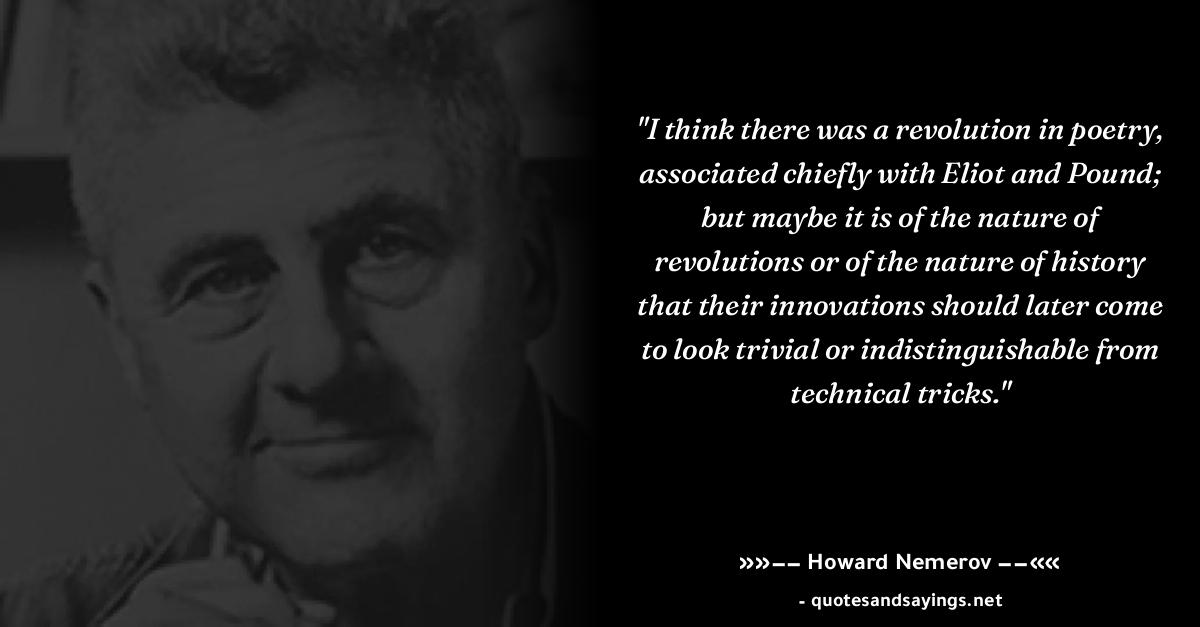 "I think there was a revolution in poetry,
associated chiefly with Eliot and Pound;
but maybe it is of the nature of
revolutions or of the nature of history
that their innovations should later come
to look trivial or indistinguishable from
technical tricks."
»»–– Howard Nemerov ––««
- quotesandsayings.net